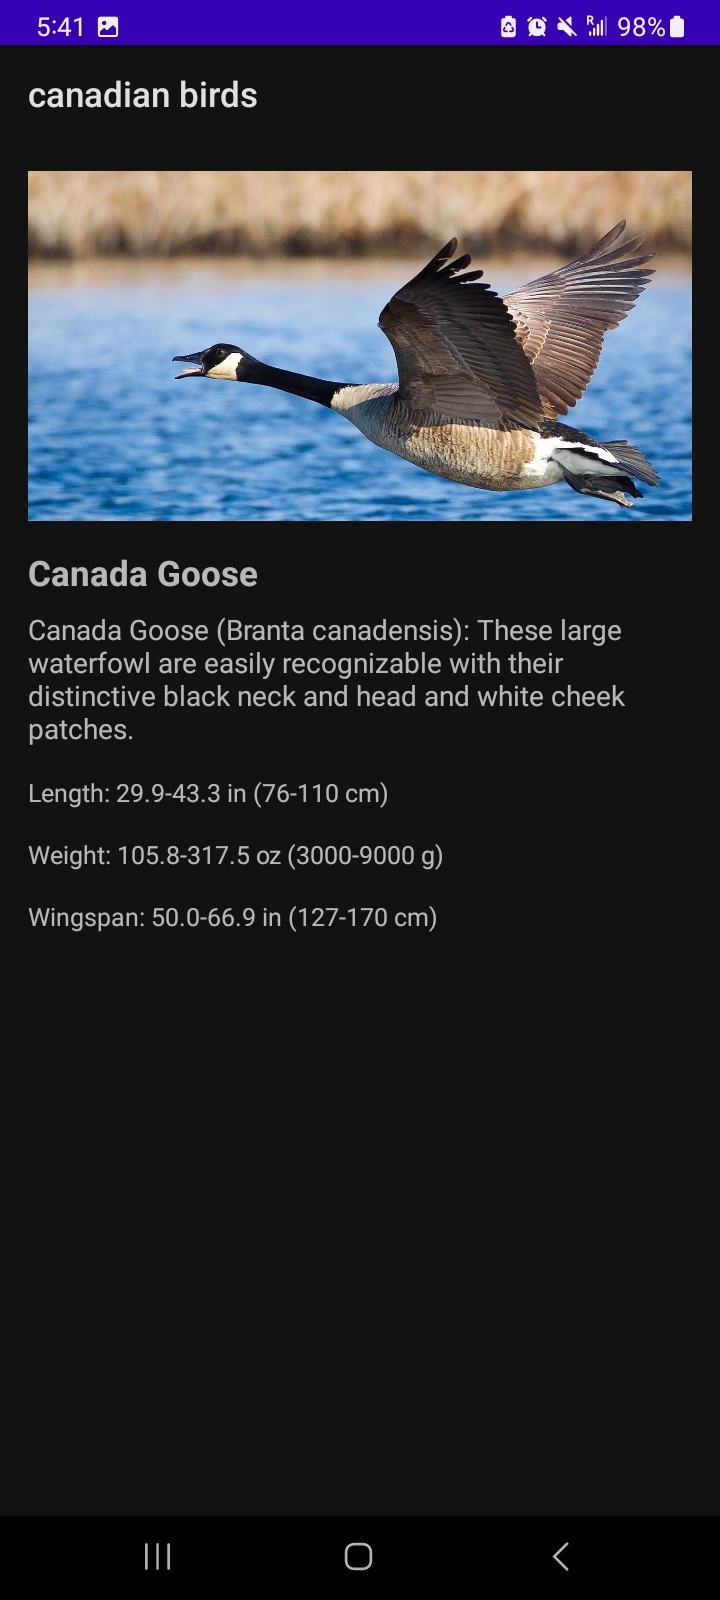 5:41 R 98%
canadian birds
Canada Goose
Canada Goose (Branta canadensis): These large
waterfowl are easily recognizable with their
distinctive black neck and head and white cheek
patches.
Length: 29.9-43.3 in (76-110 cm)
Weight: 105.8-317.5 oz (3000-9000 g)
Wingspan: 50.0-66.9 in (127-170 cm)